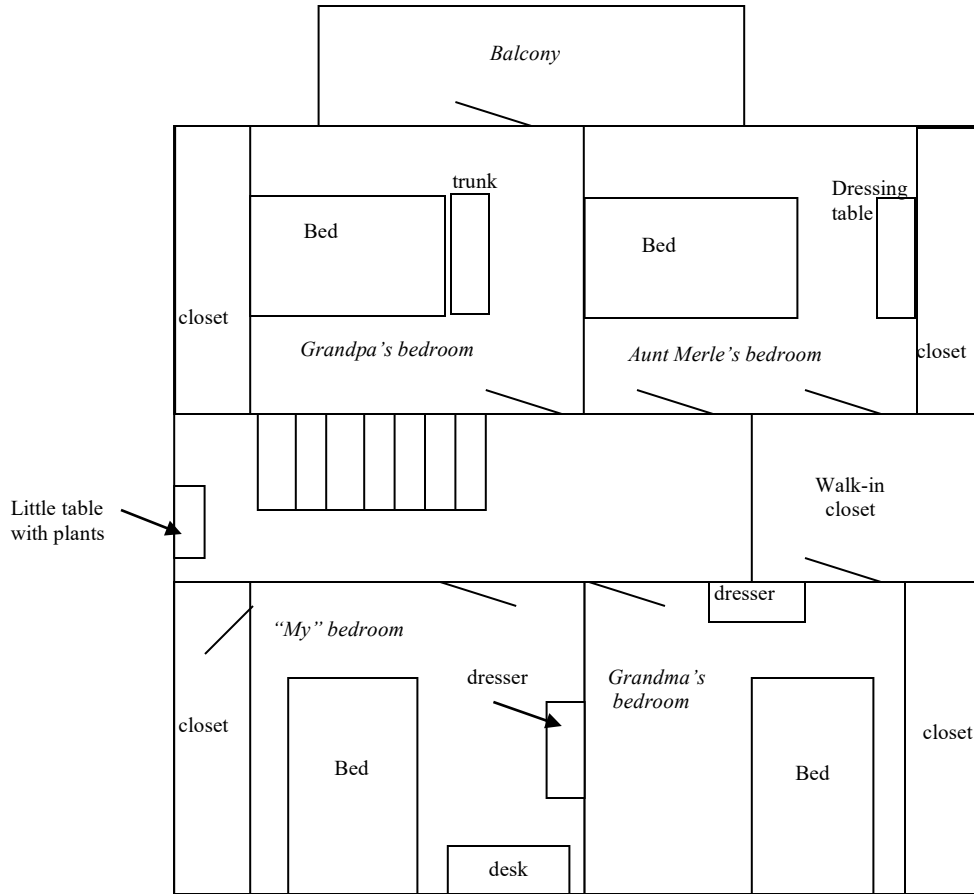 Balcony
trunk
Dressing
table
Bed
Bed
closet
Grandpa’s bedroom
Aunt Merle’s bedroom
closet
Walk-in
closet
Little table
with plants
dresser
“My” bedroom
dresser
Grandma’s
bedroom
closet
closet
Bed
Bed
desk